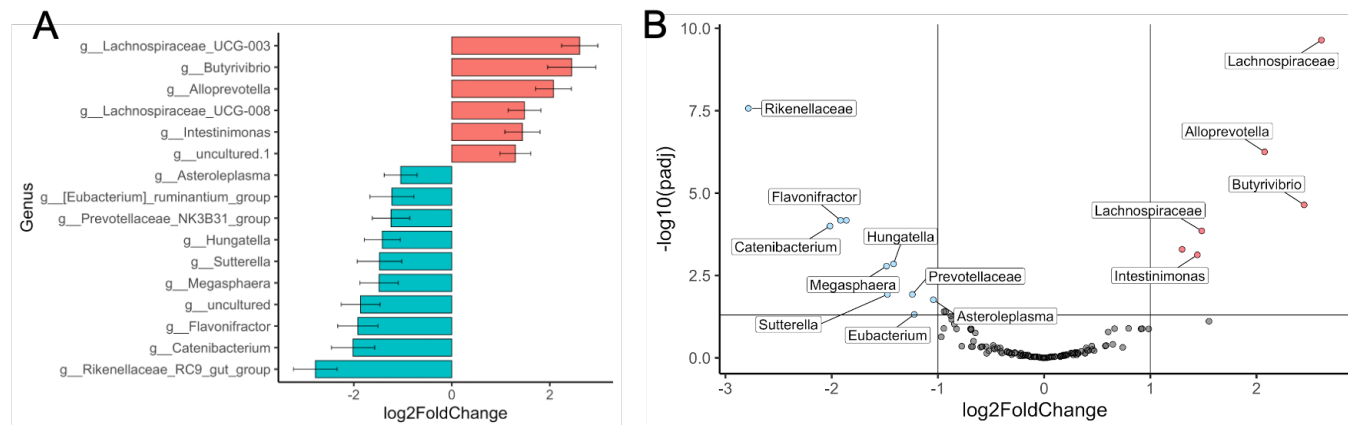 A
g__Lachnospiraceae_UCG-003
g__Butyrivibrio
g__Alloprevotella
g__Lachnospiraceae_UCG-008
g__Intestinimonas
g__uncultured.1
g__Asteroleplasma
g__[Eubacterium]_ruminantium_group
g__Prevotellaceae_NK3B31_group
g__Hungatella
g__Sutterella
g__Megasphaera
g__uncultured
g__Flavonifractor
g__Catenibacterium
g__Rikenellaceae_RC9_gut_group
Genus
-2
0
2
log2FoldChange
B
10.0
7.5
5.0
2.5
0.0
-log10(padj)
Lachnospiraceae
Rikenellaceae
Alloprevotella
Butyrivibrio
Flavonifractor
Lachnospiraceae
Catenibacterium
Hungatella
Intestinimonas
Prevotellaceae
Megasphaera
Asteroleplasma
Sutterella
Eubacterium
-3
-2
-1
0
1
2
log2FoldChange